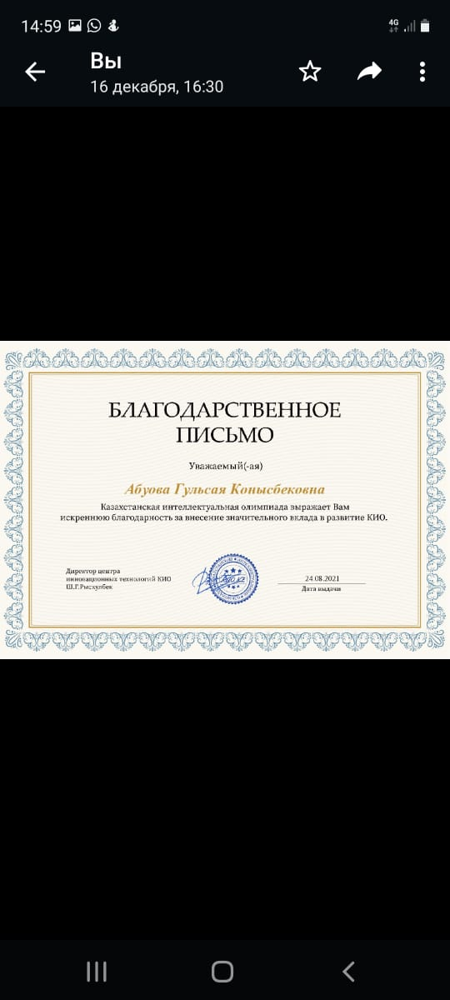 14:59
4G
Вы
16 декабря, 16:30
БЛАГОДАРСТВЕННОЕ
ПИСЬМО
Уважаемый(-ая)
Абуова Гульсая Конысбековна
Казахстанская интеллектуальная олимпиада выражает Вам
искреннюю благодарность за внесение значительного вклада в развитие КИО.
Директор центра
инновационных технологий КИО
Ш.Г.Рыскулбек
24.08.2021
Дата выдачи